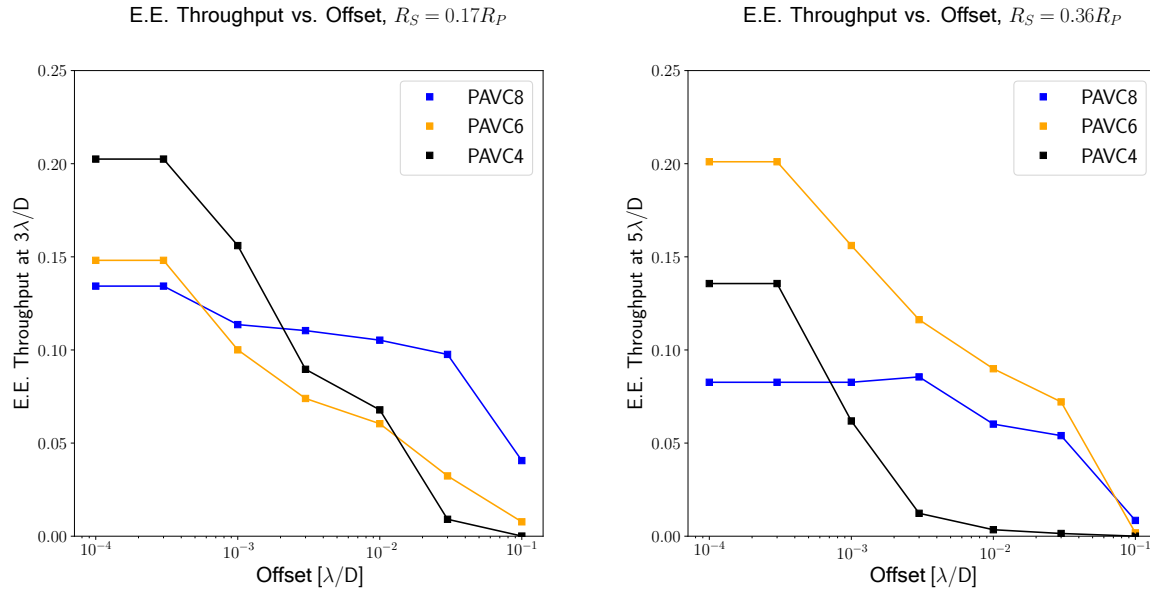 E.E. Throughput vs. Offset, $R_S = 0.17R_P$
E.E. Throughput at 3λ/D
0.25
0.20
0.15
0.10
0.05
0.00
PAVC8
PAVC6
PAVC4
10⁻⁴
10⁻³
10⁻²
10⁻¹
Offset [λ/D]
E.E. Throughput vs. Offset, $R_S = 0.36R_P$
E.E. Throughput at 5λ/D
0.25
0.20
0.15
0.10
0.05
0.00
PAVC8
PAVC6
PAVC4
10⁻⁴
10⁻³
10⁻²
10⁻¹
Offset [λ/D]